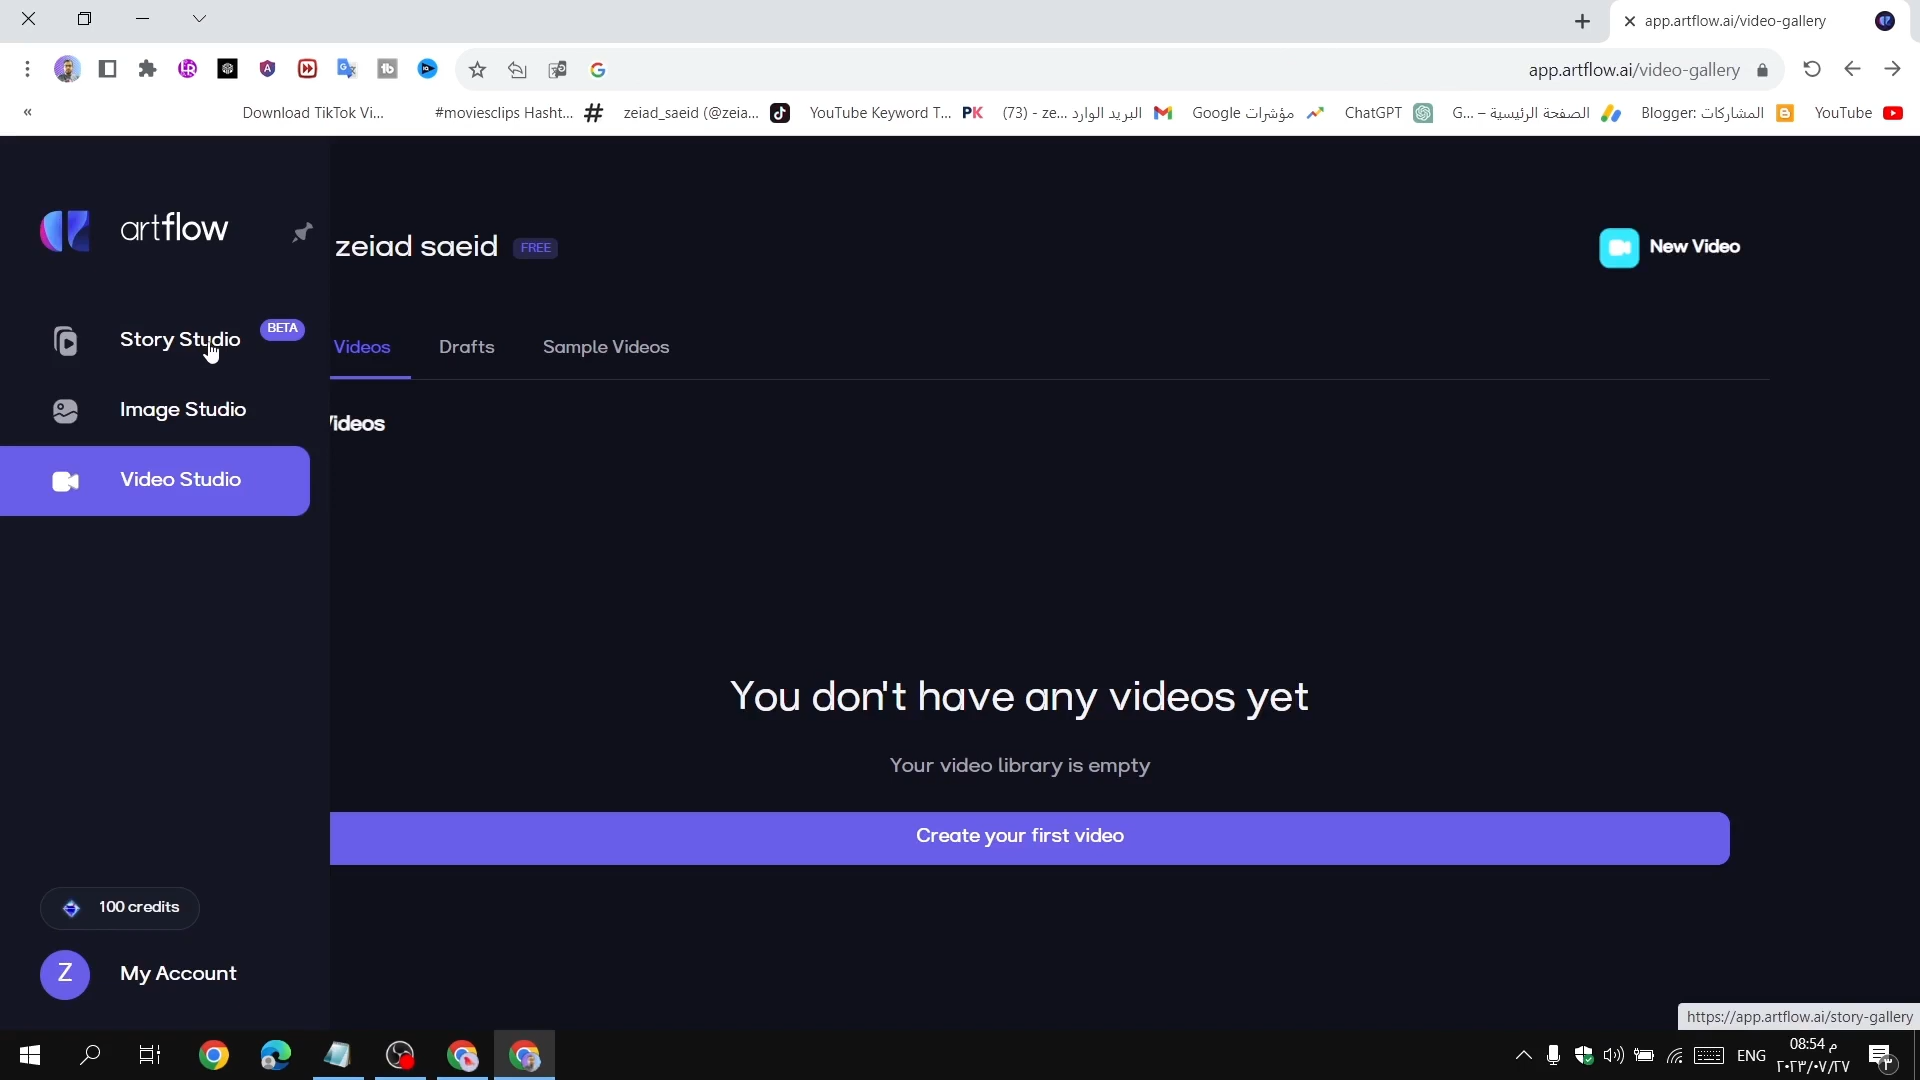 app.artflow.ai/video-gallery
app.artflow.ai/video-gallery
«
Download TikTok Vi...
#moviesclips Hasht...
zeiad_saeid (@zeia...
YouTube Keyword T...
PK
البريد الوارد (73) - ze...
مؤشرات Google
ChatGPT
الصفحة الرئيسية – G...
Blogger: المشاركات
YouTube
artflow
zeiad saeid
FREE
New Video
Story Studio
BETA
Videos
Drafts
Sample Videos
Image Studio
Videos
Video Studio
You don't have any videos yet
Your video library is empty
Create your first video
100 credits
Z
My Account
https://app.artflow.ai/story-gallery
ENG
08:54 م
٢٠٢٣/٠٧/٢٧
٣